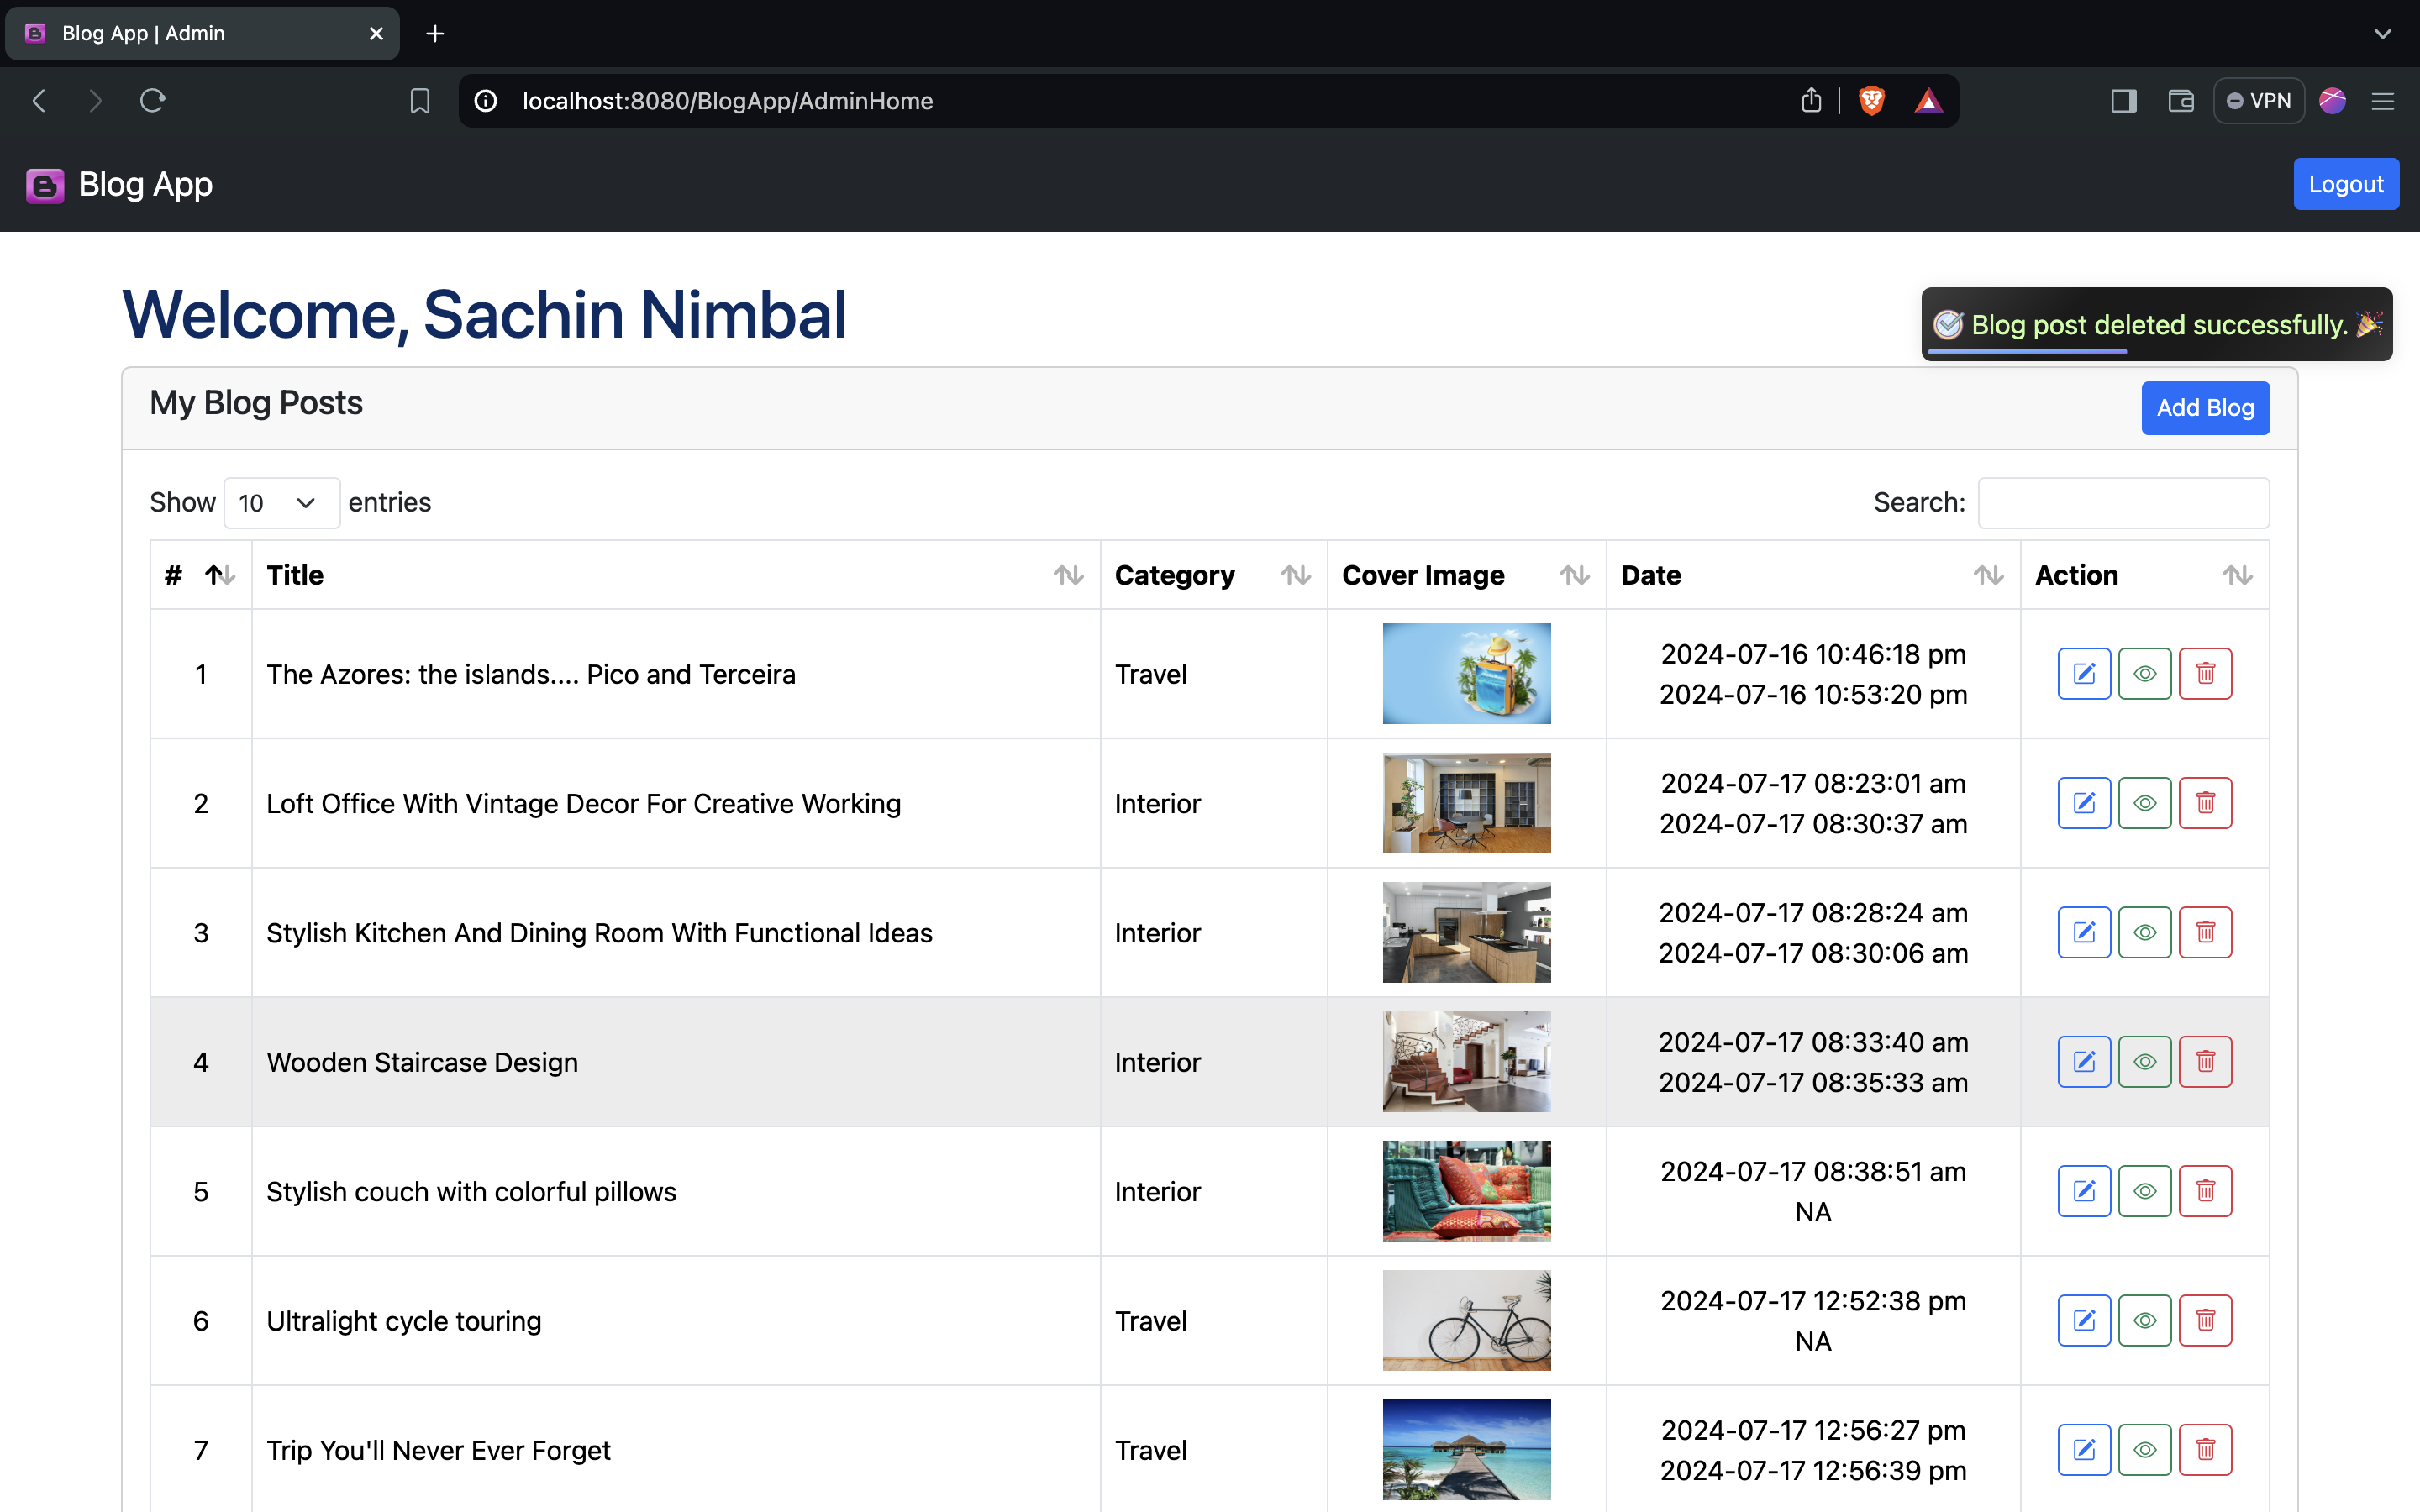 Blog App | Admin
localhost:8080/BlogApp/AdminHome
VPN
Blog App
Logout
Welcome, Sachin Nimbal
Blog post deleted successfully.
My Blog Posts
Add Blog
Show 10 entries
Search:
# Title Category Cover Image Date Action
1 The Azores: the islands.... Pico and Terceira Travel 2024-07-16 10:46:18 pm
2024-07-16 10:53:20 pm
2 Loft Office With Vintage Decor For Creative Working Interior 2024-07-17 08:23:01 am
2024-07-17 08:30:37 am
3 Stylish Kitchen And Dining Room With Functional Ideas Interior 2024-07-17 08:28:24 am
2024-07-17 08:30:06 am
4 Wooden Staircase Design Interior 2024-07-17 08:33:40 am
2024-07-17 08:35:33 am
5 Stylish couch with colorful pillows Interior 2024-07-17 08:38:51 am
NA
6 Ultralight cycle touring Travel 2024-07-17 12:52:38 pm
NA
7 Trip You'll Never Ever Forget Travel 2024-07-17 12:56:27 pm
2024-07-17 12:56:39 pm